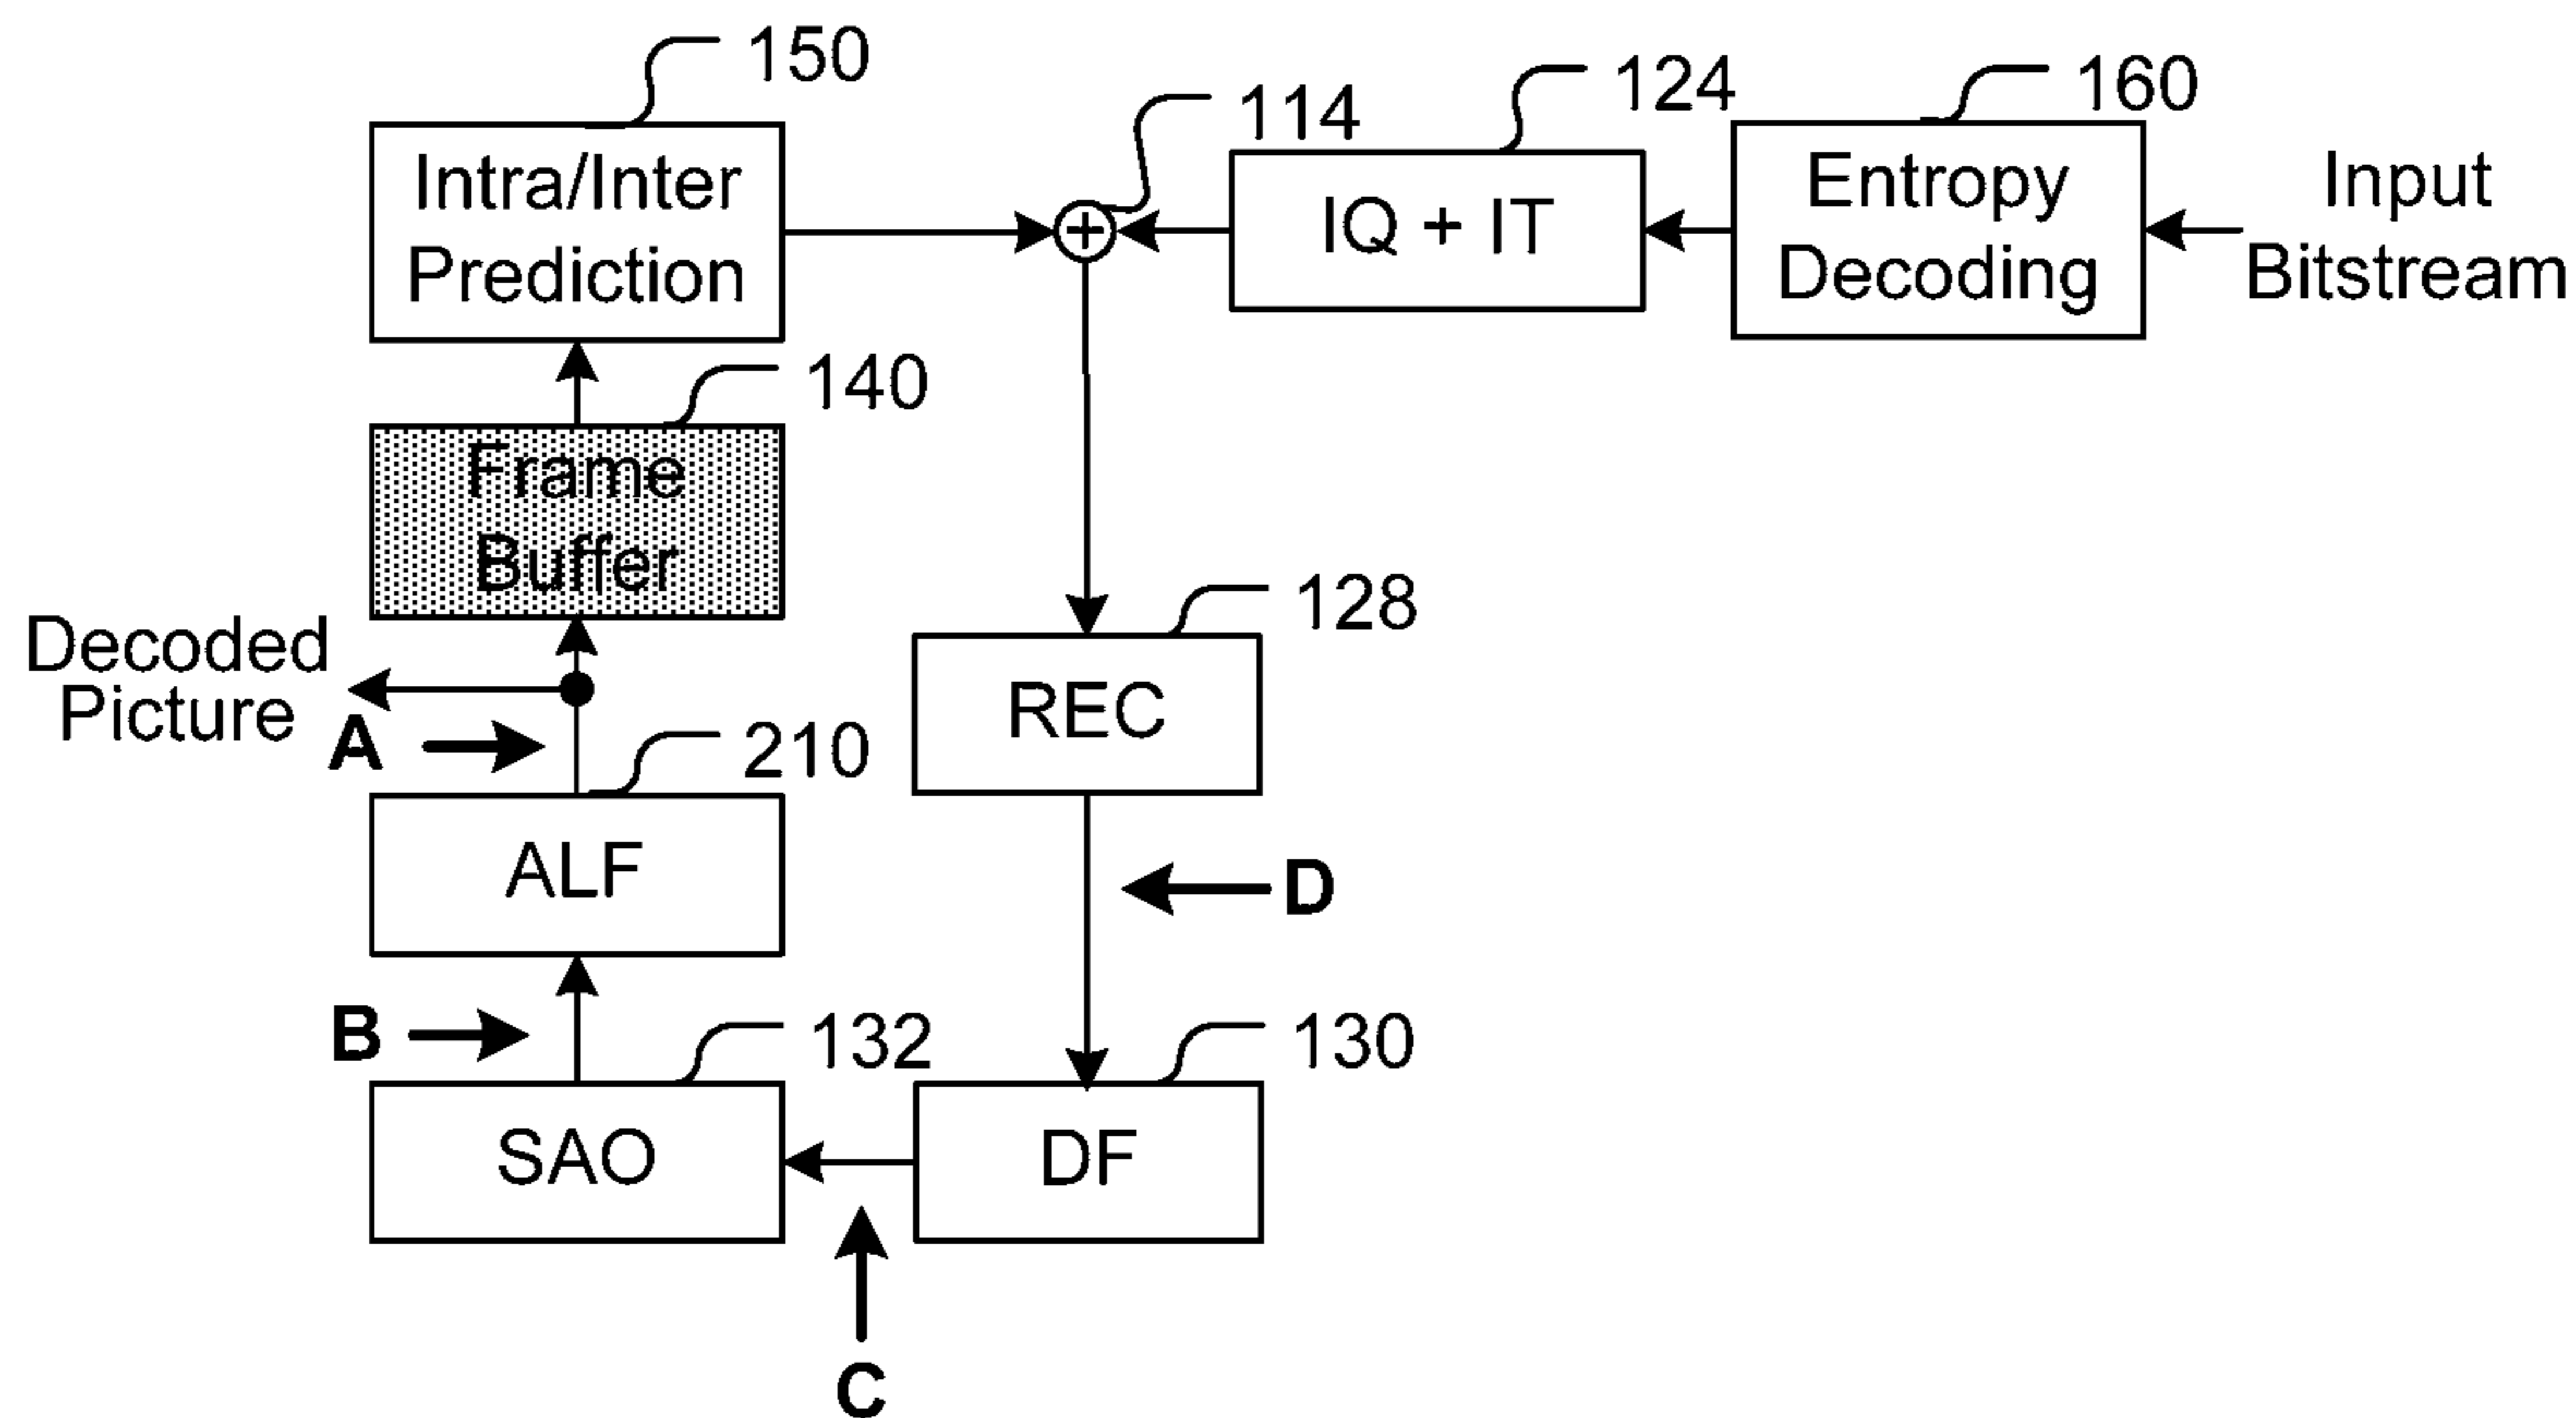 150
114
124
160
Intra/Inter
Prediction
IQ + IT
Entropy
Decoding
Input
Bitstream
140
Frame
Buffer
Decoded
Picture
128
REC
A
210
ALF
D
B
132
130
SAO
DF
C